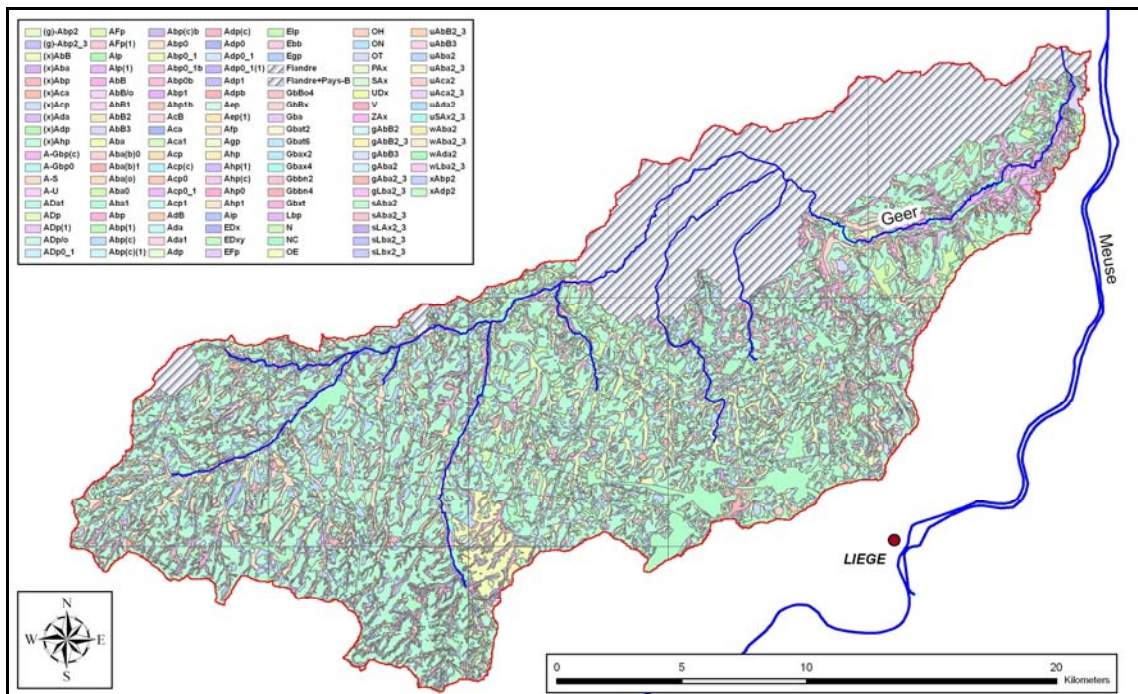 (g)-Abp2
(g)-Abp2_3
(x)AbB
(x)Aba
(x)Abp
(x)Aca
(x)Acp
(x)Ada
(x)Adp
(x)Ahp
A-Gbp(c)
A-Gbp0
A-S
A-U
ADa1
ADp
ADp(1)
ADp/o
ADp0_1
AFp
AFp(1)
AIp
AIp(1)
AbB
AbB/o
AbB1
AbB2
AbB3
Aba
Aba(b)0
Aba(b)1
Aba(o)
Aba0
Aba1
Abp
Abp(1)
Abp(c)
Abp(c)(1)
Abp(c)b
Abp0
Abp0_1
Abp0_1b
Abp0b
Abp1
Abp1b
AcB
Aca
Aca1
Acp
Acp(c)
Acp0
Acp0_1
Acp1
AdB
Ada
Ada1
Adp
Adp(c)
Adp0
Adp0_1
Adp0_1(1)
Adp1
Adpb
Aep
Aep(1)
Afp
Agp
Ahp
Ahp(1)
Ahp(c)
Ahp0
Ahp1
Aip
EDx
EDxy
EFp
EIp
Ebb
Egp
Flandre
Flandre+Pays-B
GbBo4
GbBx
Gba
Gbat2
Gbat6
Gbax2
Gbax4
Gbbn2
Gbbn4
Gbxt
Lbp
N
NC
OE
OH
ON
OT
PAx
SAx
UDx
V
ZAx
gAbB2
gAbB2_3
gAbB3
gAba2
gAba2_3
gLba2_3
sAba2
sAba2_3
sLAx2_3
sLba2_3
sLbx2_3
uAbB2_3
uAbB3
uAba2
uAba2_3
uAca2
uAca2_3
uAda2
uSAx2_3
wAba2
wAba2_3
wAda2
wLba2_3
xAbp2
xAdp2
Geer
Meuse
LIEGE
N
W E
S
0 5 10 20
Kilometers